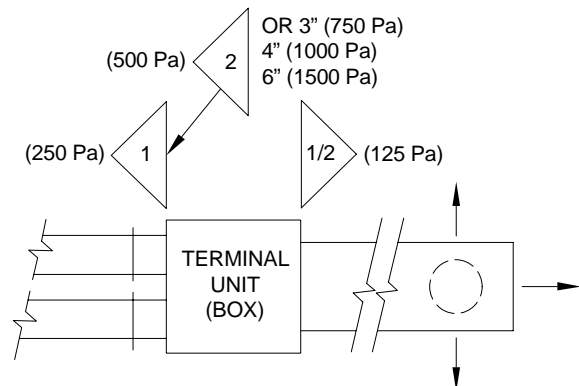 OR 3” (750 Pa)
(500 Pa) 2 4” (1000 Pa)
6” (1500 Pa)
(250 Pa) 1 1/2 (125 Pa)
TERMINAL
UNIT
(BOX)